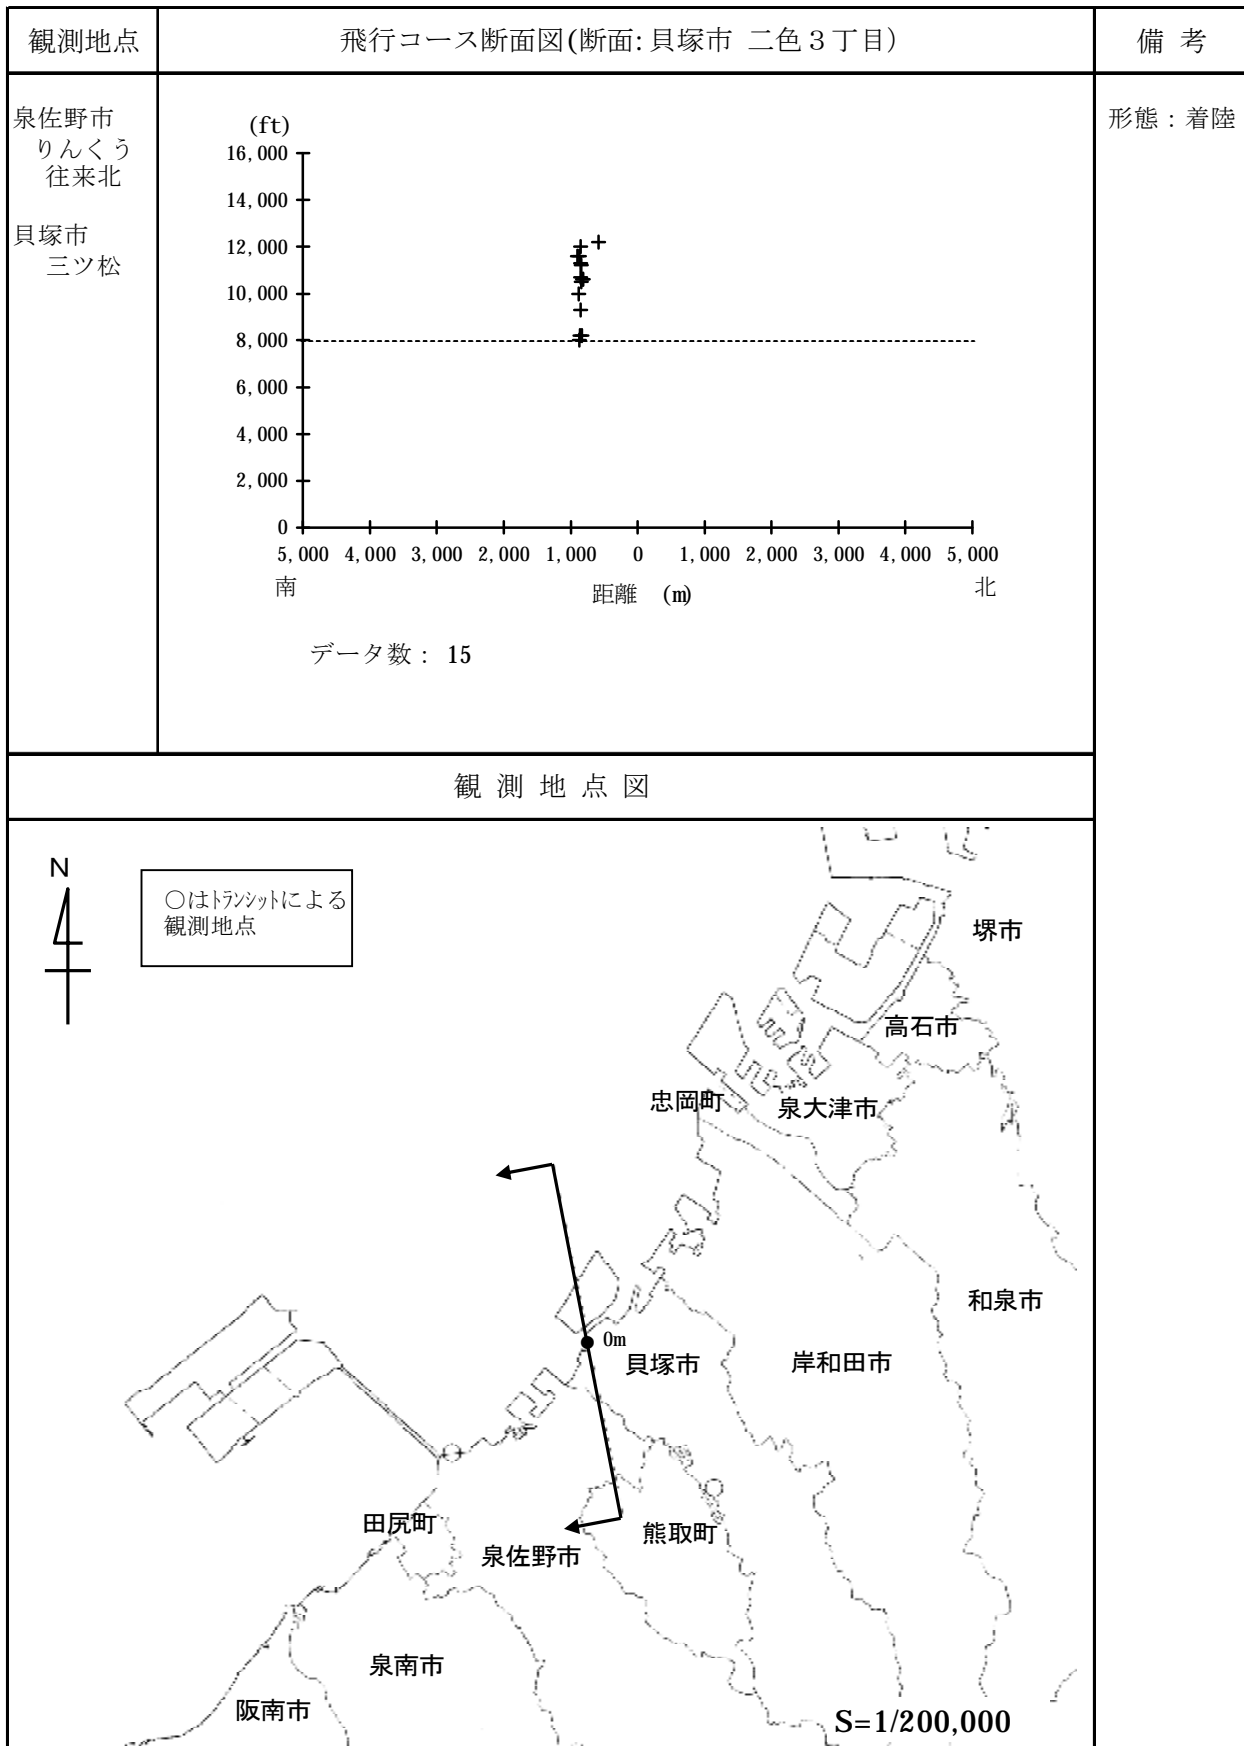 観測地点
飛行コース断面図(断面:貝塚市 二色3丁目)
備 考
泉佐野市
りんくう
往来北
貝塚市
三ツ松
形態：着陸
(ft)
16,000
14,000
12,000
10,000
8,000
6,000
4,000
2,000
0
5,000 4,000 3,000 2,000 1,000 0 1,000 2,000 3,000 4,000 5,000
南 距離 (m) 北
データ数： 15
観 測 地 点 図
N
○はトランシットによる
観測地点
堺市
高石市
忠岡町
泉大津市
和泉市
0m
貝塚市
岸和田市
田尻町
熊取町
泉佐野市
泉南市
阪南市
S=1/200,000